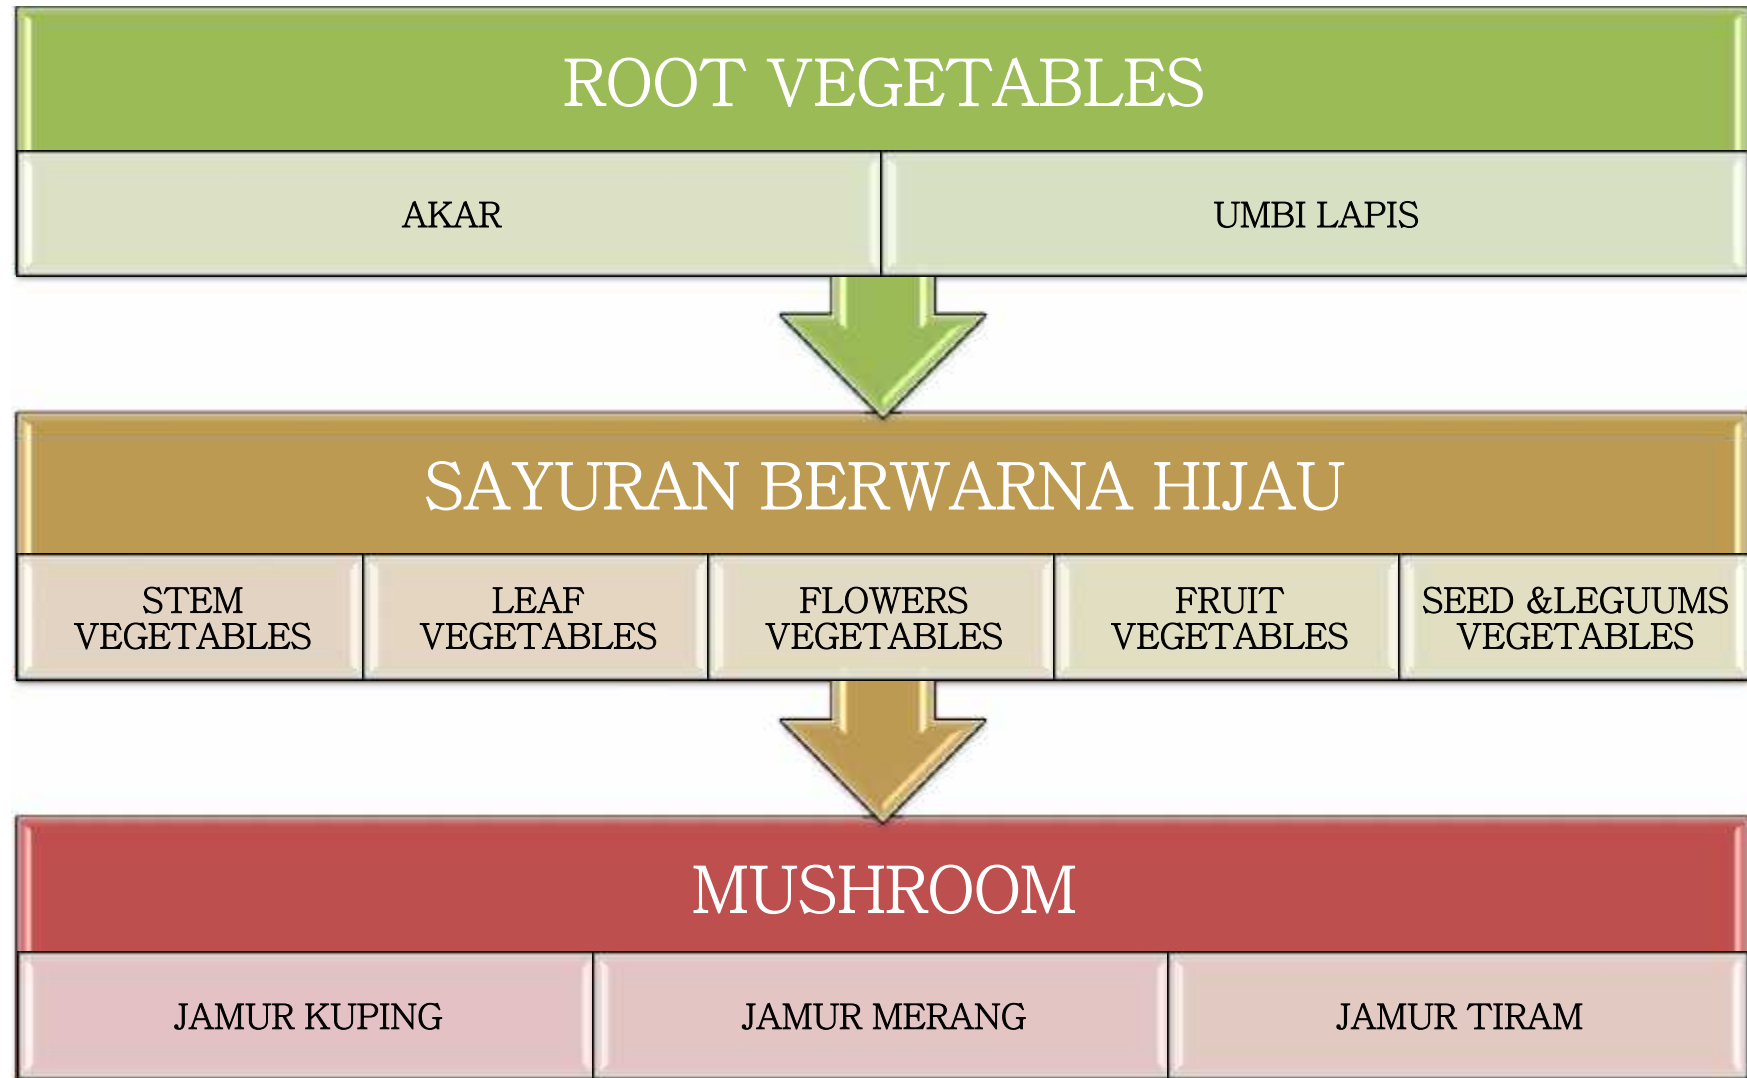 ROOT VEGETABLES
AKAR
UMBI LAPIS
SAYURAN BERWARNA HIJAU
STEM
VEGETABLES
LEAF
VEGETABLES
FLOWERS
VEGETABLES
FRUIT
VEGETABLES
SEED &LEGUUMS
VEGETABLES
MUSHROOM
JAMUR KUPING
JAMUR MERANG
JAMUR TIRAM